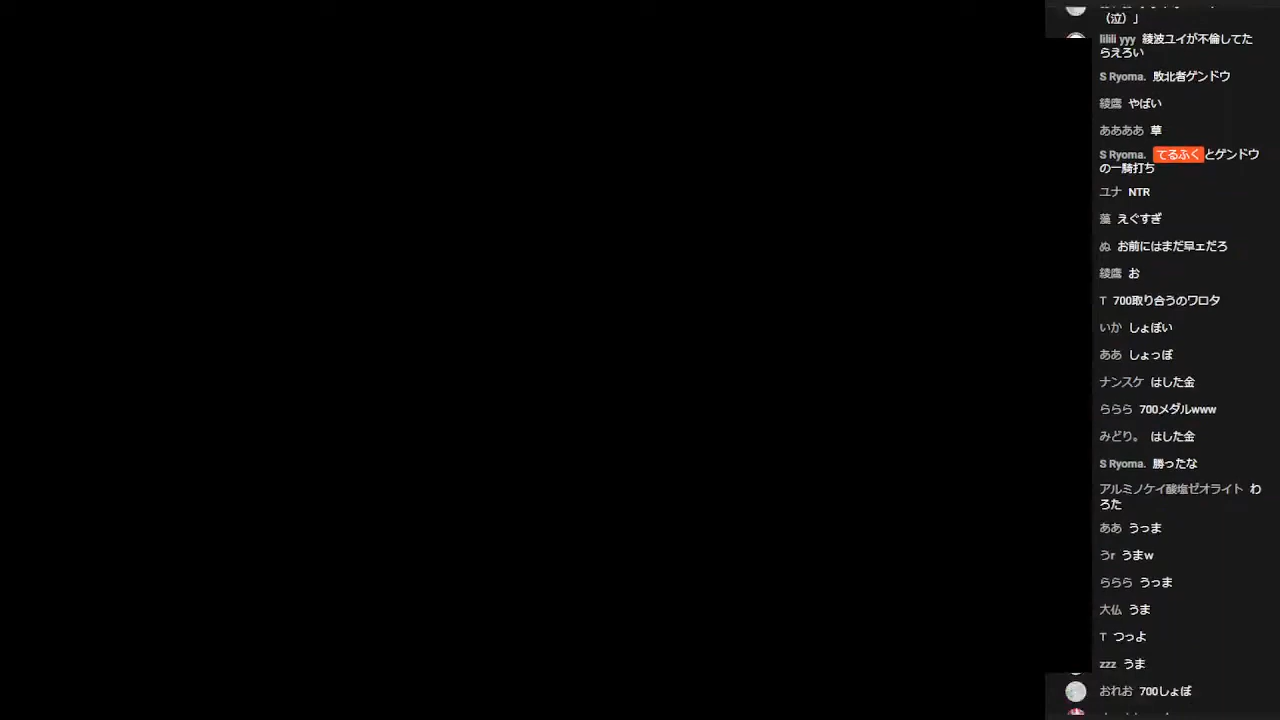 （泣）」
lilili yyy 綾波ユイが不倫してた
らえろい
S Ryoma. 敗北者ゲンドウ
綾鷹 やばい
ああああ 草
S Ryoma. てるふくとゲンドウ
の一騎打ち
ユナ NTR
藻 えぐすぎ
ぬ お前にはまだ早ェだろ
綾鷹 お
T 700取り合うのワロタ
いか しょぼい
ああ しょっぼ
ナンスケ はした金
ららら 700メダルwww
みどり。 はした金
S Ryoma. 勝ったな
アルミノケイ酸塩ゼオライト わ
ろた
ああ うっま
うr うまw
ららら うっま
大仏 うま
T つっよ
zzz うま
おれお 700しょぼ